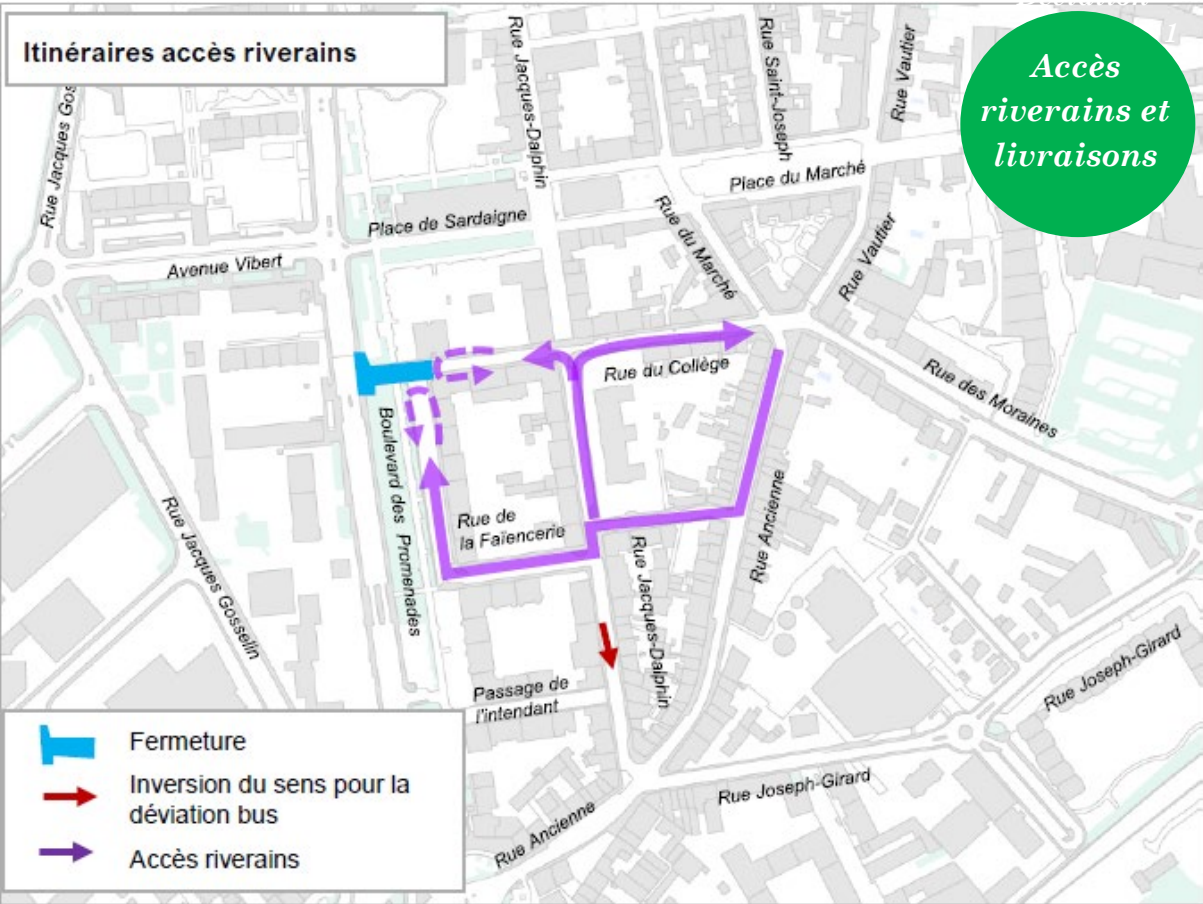 Itinéraires accès riverains
Accès
riverains et
livraisons
Rue Jacques Gos
Rue Jacques-Dalphin
Rue Saint-Joseph
Rue Vautier
Place du Marché
Place de Sardaigne
Rue du Marché
Avenue Vibert
Rue Vautier
Rue du Collège
Rue des Moraines
Boulevard des Promenades
Rue de
la Faïencerie
Rue Ancienne
Rue Jacques Gosselin
Rue Jacques-Dalphin
Passage de
l'intendant
Rue Joseph-Girard
Rue Joseph-Girard
Rue Ancienne
Fermeture
Inversion du sens pour la
déviation bus
Accès riverains